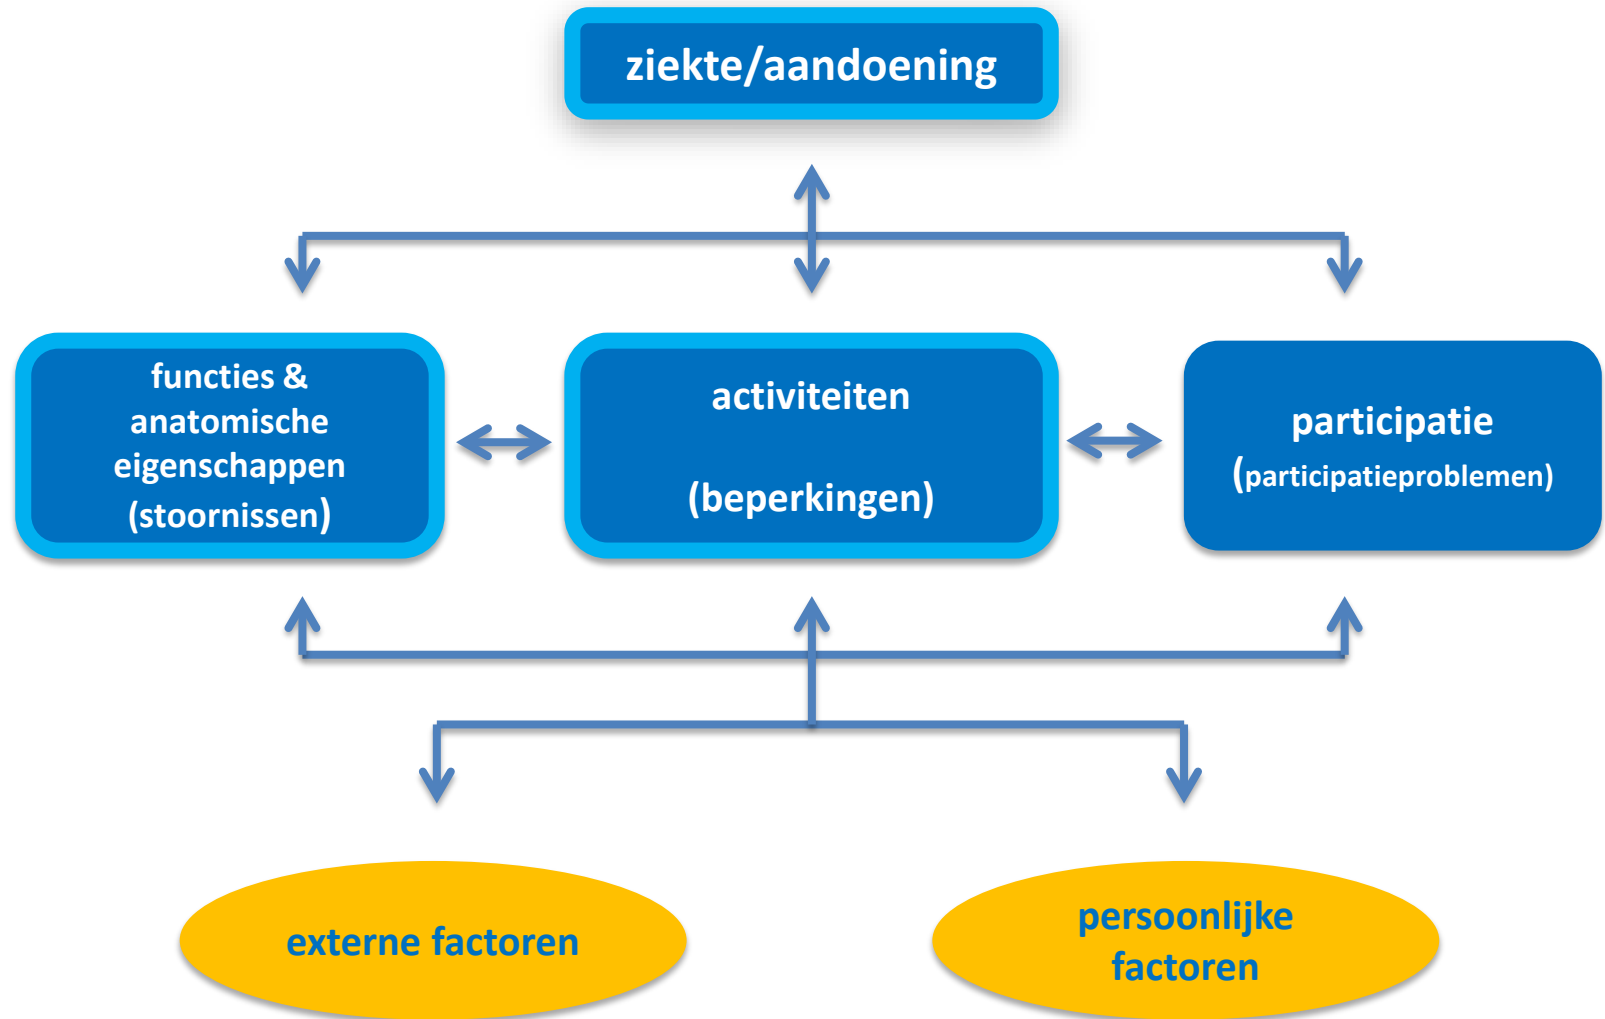 ziekte/aandoening
functies &
anatomische
eigenschappen
(stoornissen)
activiteiten
(beperkingen)
participatie
(participatieproblemen)
externe factoren
persoonlijke
factoren